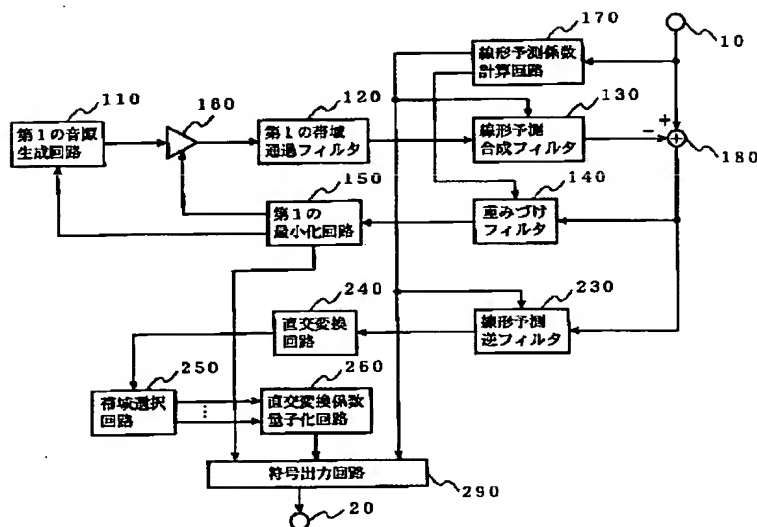 170
10
線形予測係数
計算回路
110
160
120
130
第1の音源
生成回路
第1の帯域
通過フィルタ
線形予測
合成フィルタ
+
−
+
180
150
140
第1の
最小化回路
重みづけ
フィルタ
240
230
直交変換
回路
線形予測
逆フィルタ
250
260
帯域選択
回路
...
直交変換係数
量子化回路
符号出力回路
290
20